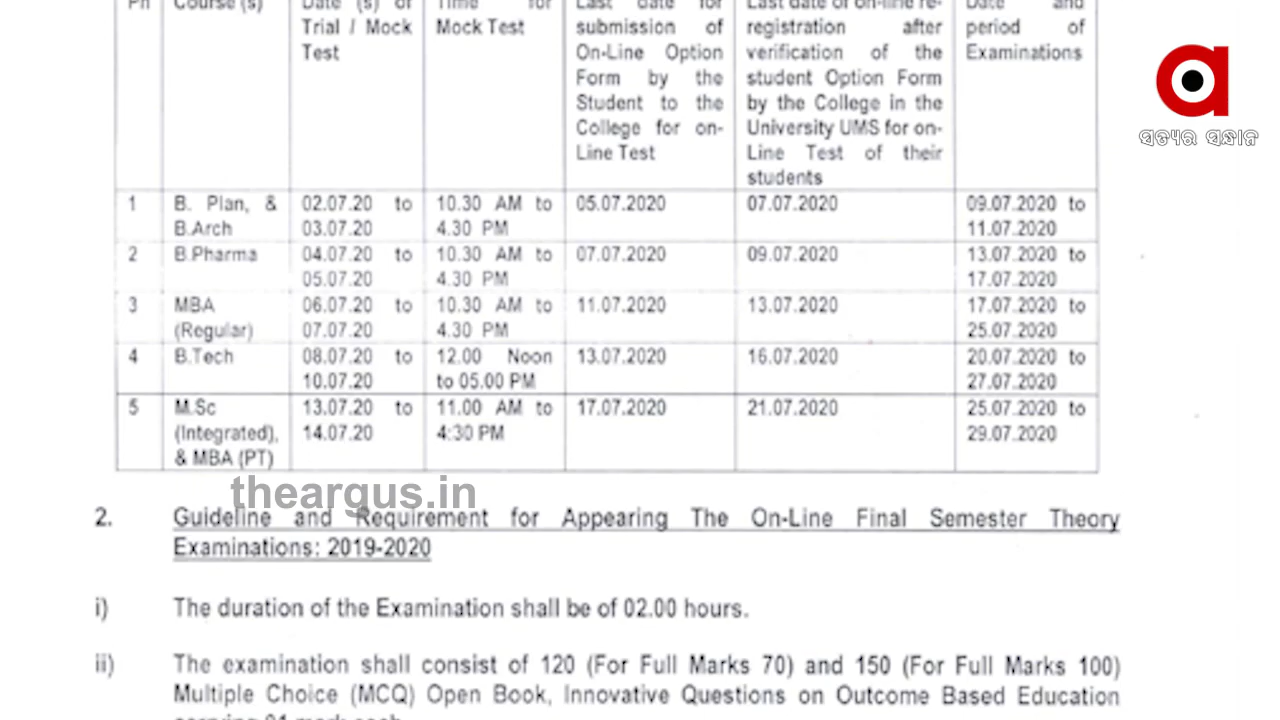 Ph Course (s) Date (s) of Time for Last date for Last date of on-line re- Date and
Trial / Mock Mock Test submission of registration after period of
Test On-Line Option verification of the Examinations
Form by the student Option Form
Student to the by the College in the
College for on- University UMS for on-
Line Test Line Test of their
students
1 B. Plan, & 02.07.20 to 10.30 AM to 05.07.2020 07.07.2020 09.07.2020 to
B.Arch 03.07.20 4.30 PM 11.07.2020
2 B.Pharma 04.07.20 to 10.30 AM to 07.07.2020 09.07.2020 13.07.2020 to
05.07.20 4.30 PM 17.07.2020
3 MBA 06.07.20 to 10.30 AM to 11.07.2020 13.07.2020 17.07.2020 to
(Regular) 07.07.20 4.30 PM 25.07.2020
4 B.Tech 08.07.20 to 12.00 Noon 13.07.2020 16.07.2020 20.07.2020 to
10.07.20 to 05.00 PM 27.07.2020
5 M.Sc 13.07.20 to 11.00 AM to 17.07.2020 21.07.2020 25.07.2020 to
(Integrated), 14.07.20 4:30 PM 29.07.2020
& MBA (PT)
theargus.in
2. Guideline and Requirement for Appearing The On-Line Final Semester Theory
Examinations: 2019-2020
i) The duration of the Examination shall be of 02.00 hours.
ii) The examination shall consist of 120 (For Full Marks 70) and 150 (For Full Marks 100)
Multiple Choice (MCQ) Open Book, Innovative Questions on Outcome Based Education
carrying 01 mark each
a
ସତ୍ୟର ସନ୍ଧାନ